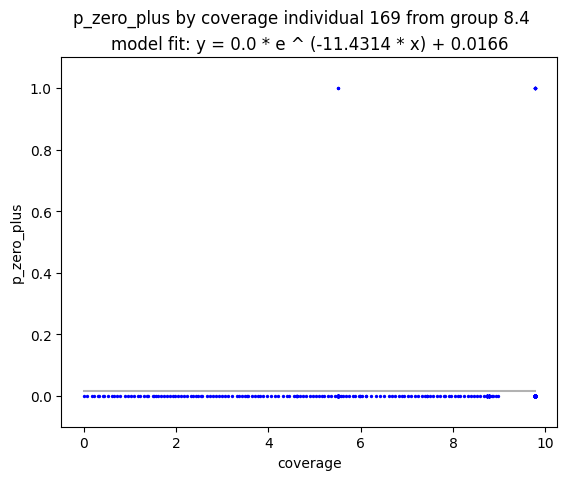 p_zero_plus by coverage individual 169 from group 8.4
model fit: y = 0.0 * e ^ (-11.4314 * x) + 0.0166
1.0
0.8
0.6
0.4
0.2
0.0
p_zero_plus
0 2 4 6 8 10
coverage